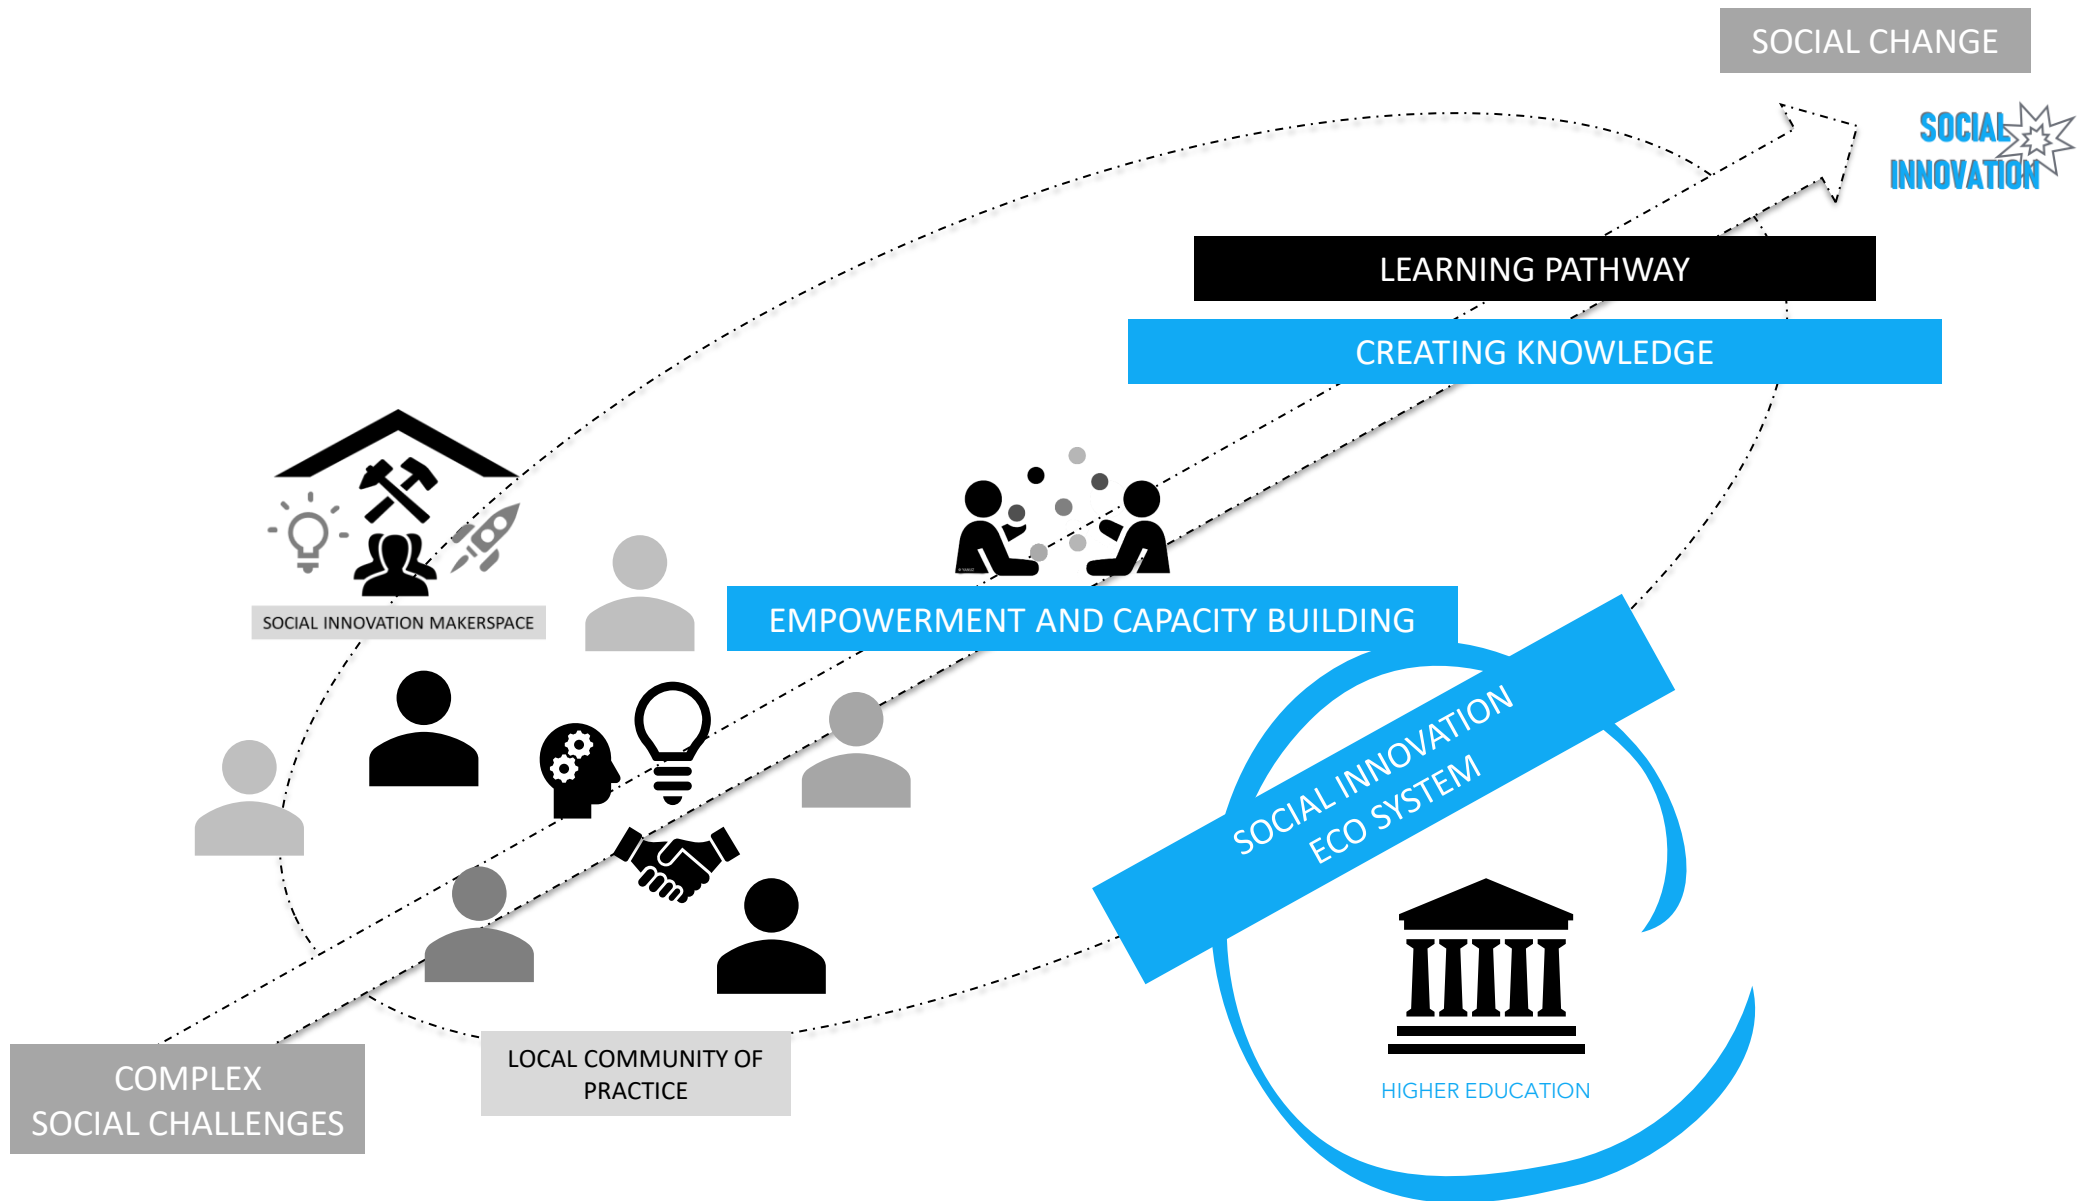 SOCIAL CHANGE
SOCIAL
INNOVATION
LEARNING PATHWAY
CREATING KNOWLEDGE
SOCIAL INNOVATION MAKERSPACE
EMPOWERMENT AND CAPACITY BUILDING
SOCIAL INNOVATION
ECO SYSTEM
HIGHER EDUCATION
LOCAL COMMUNITY OF
PRACTICE
COMPLEX
SOCIAL CHALLENGES